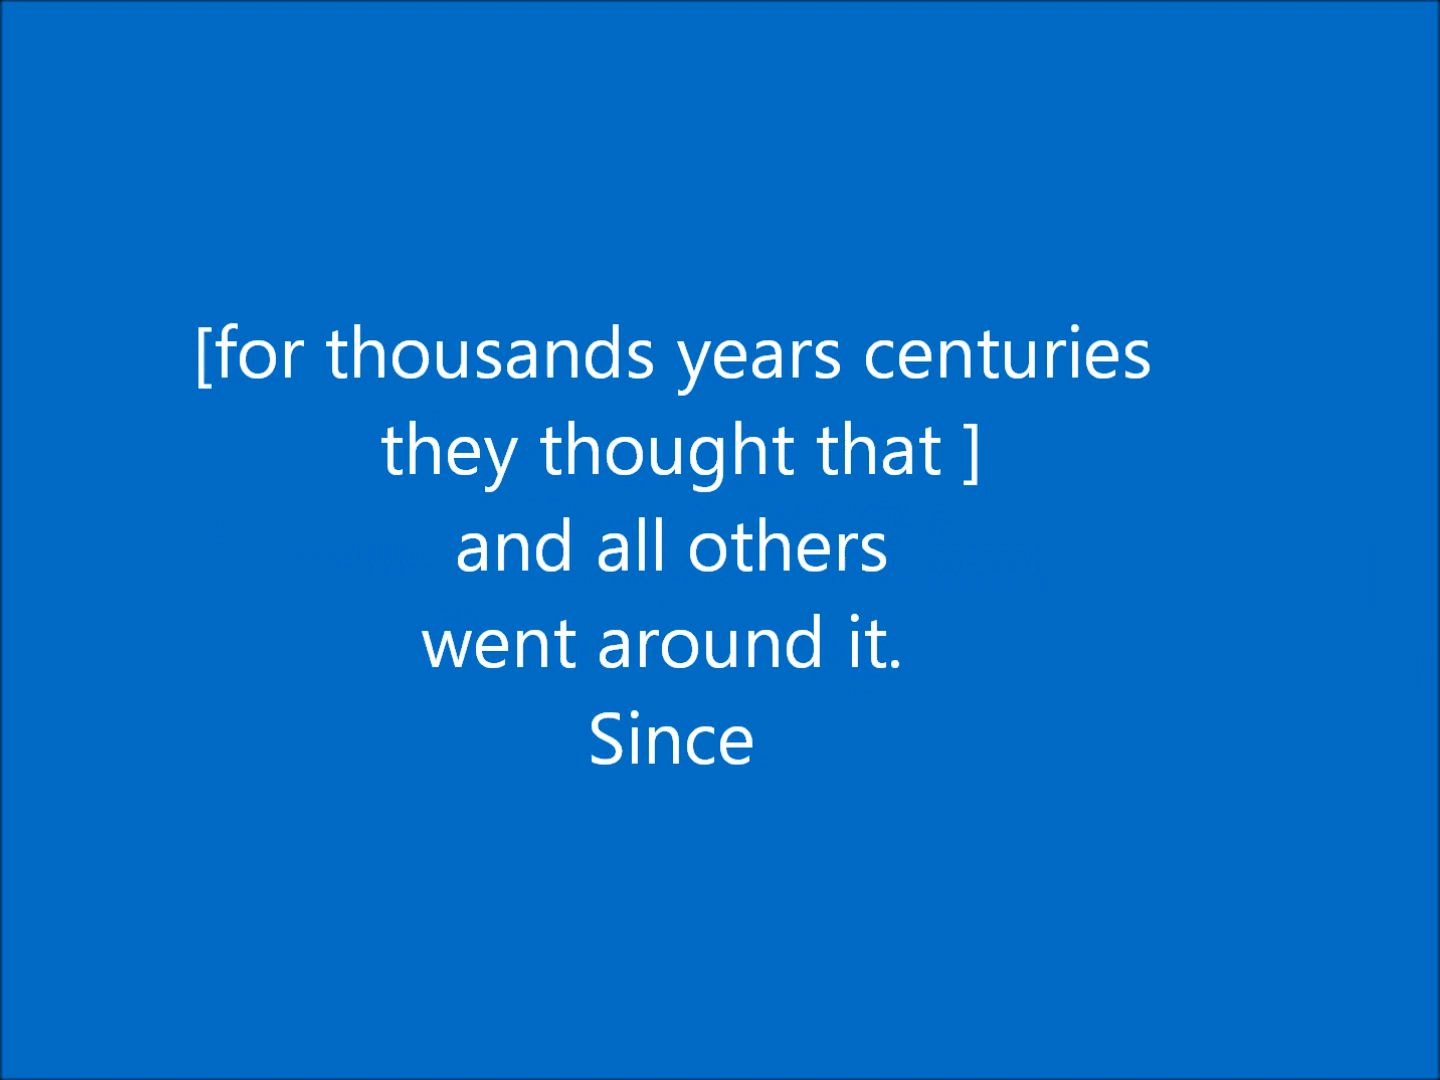 [for thousands years centuries
they thought that ]
and all others
went around it.
Since